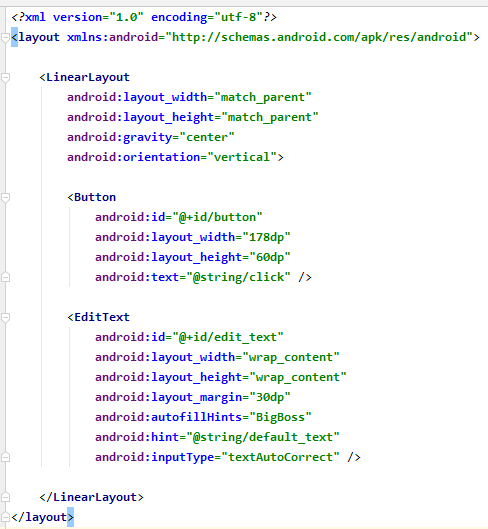 <?xml version="1.0" encoding="utf-8"?>
<layout xmlns:android="http://schemas.android.com/apk/res/android">
<LinearLayout
android:layout_width="match_parent"
android:layout_height="match_parent"
android:gravity="center"
android:orientation="vertical">
<Button
android:id="@+id/button"
android:layout_width="178dp"
android:layout_height="60dp"
android:text="@string/click" />
<EditText
android:id="@+id/edit_text"
android:layout_width="wrap_content"
android:layout_height="wrap_content"
android:layout_margin="30dp"
android:autofillHints="BigBoss"
android:hint="@string/default_text"
android:inputType="textAutoCorrect" />
</LinearLayout>
</layout>